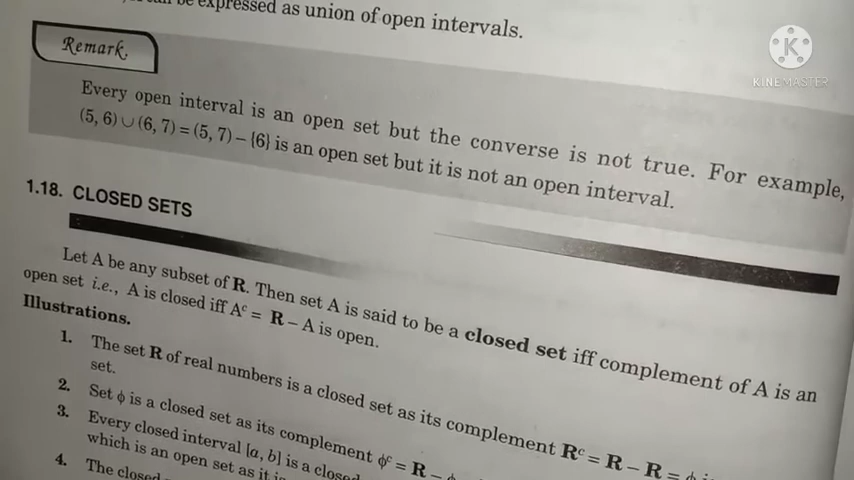 be expressed as union of open intervals.
Remark.
K
KINEMASTER
Every open interval is an open set but the converse is not true. For example,
(5, 6) ∪ (6, 7) = (5, 7) – {6} is an open set but it is not an open interval.
1.18. CLOSED SETS
Let A be any subset of R. Then set A is said to be a closed set iff complement of A is an
open set i.e., A is closed iff Aᶜ = R – A is open.
Illustrations.
1. The set R of real numbers is a closed set as its complement Rᶜ = R – R = ϕ
set.
2. Set ϕ is a closed set as its complement ϕᶜ = R – ϕ
3. Every closed interval [a, b] is a closed
which is an open set as it is
4. The closed